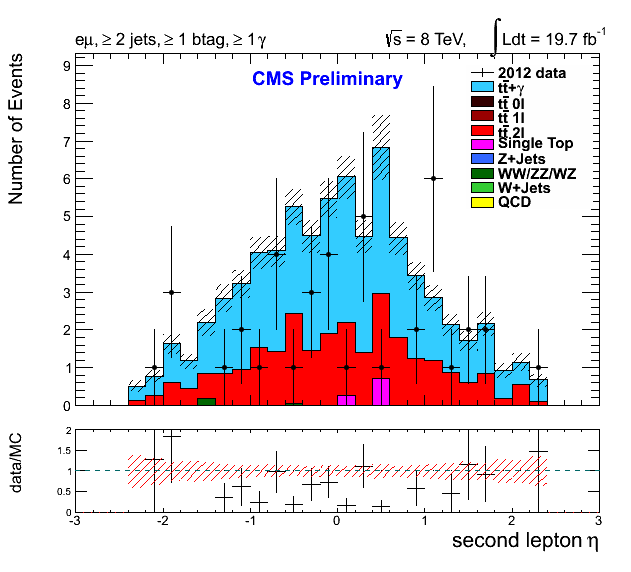 eμ, ≥ 2 jets, ≥ 1 btag, ≥ 1 γ
√s = 8 TeV, ∫ Ldt = 19.7 fb⁻¹
CMS Preliminary
2012 data
tt̄+γ
tt̄ 0l
tt̄ 1l
tt̄ 2l
Single Top
Z+Jets
WW/ZZ/WZ
W+Jets
QCD
Number of Events
9
8
7
6
5
4
3
2
1
0
data/MC
2
1.5
1
0.5
0
-3 -2 -1 0 1 2 3
second lepton η